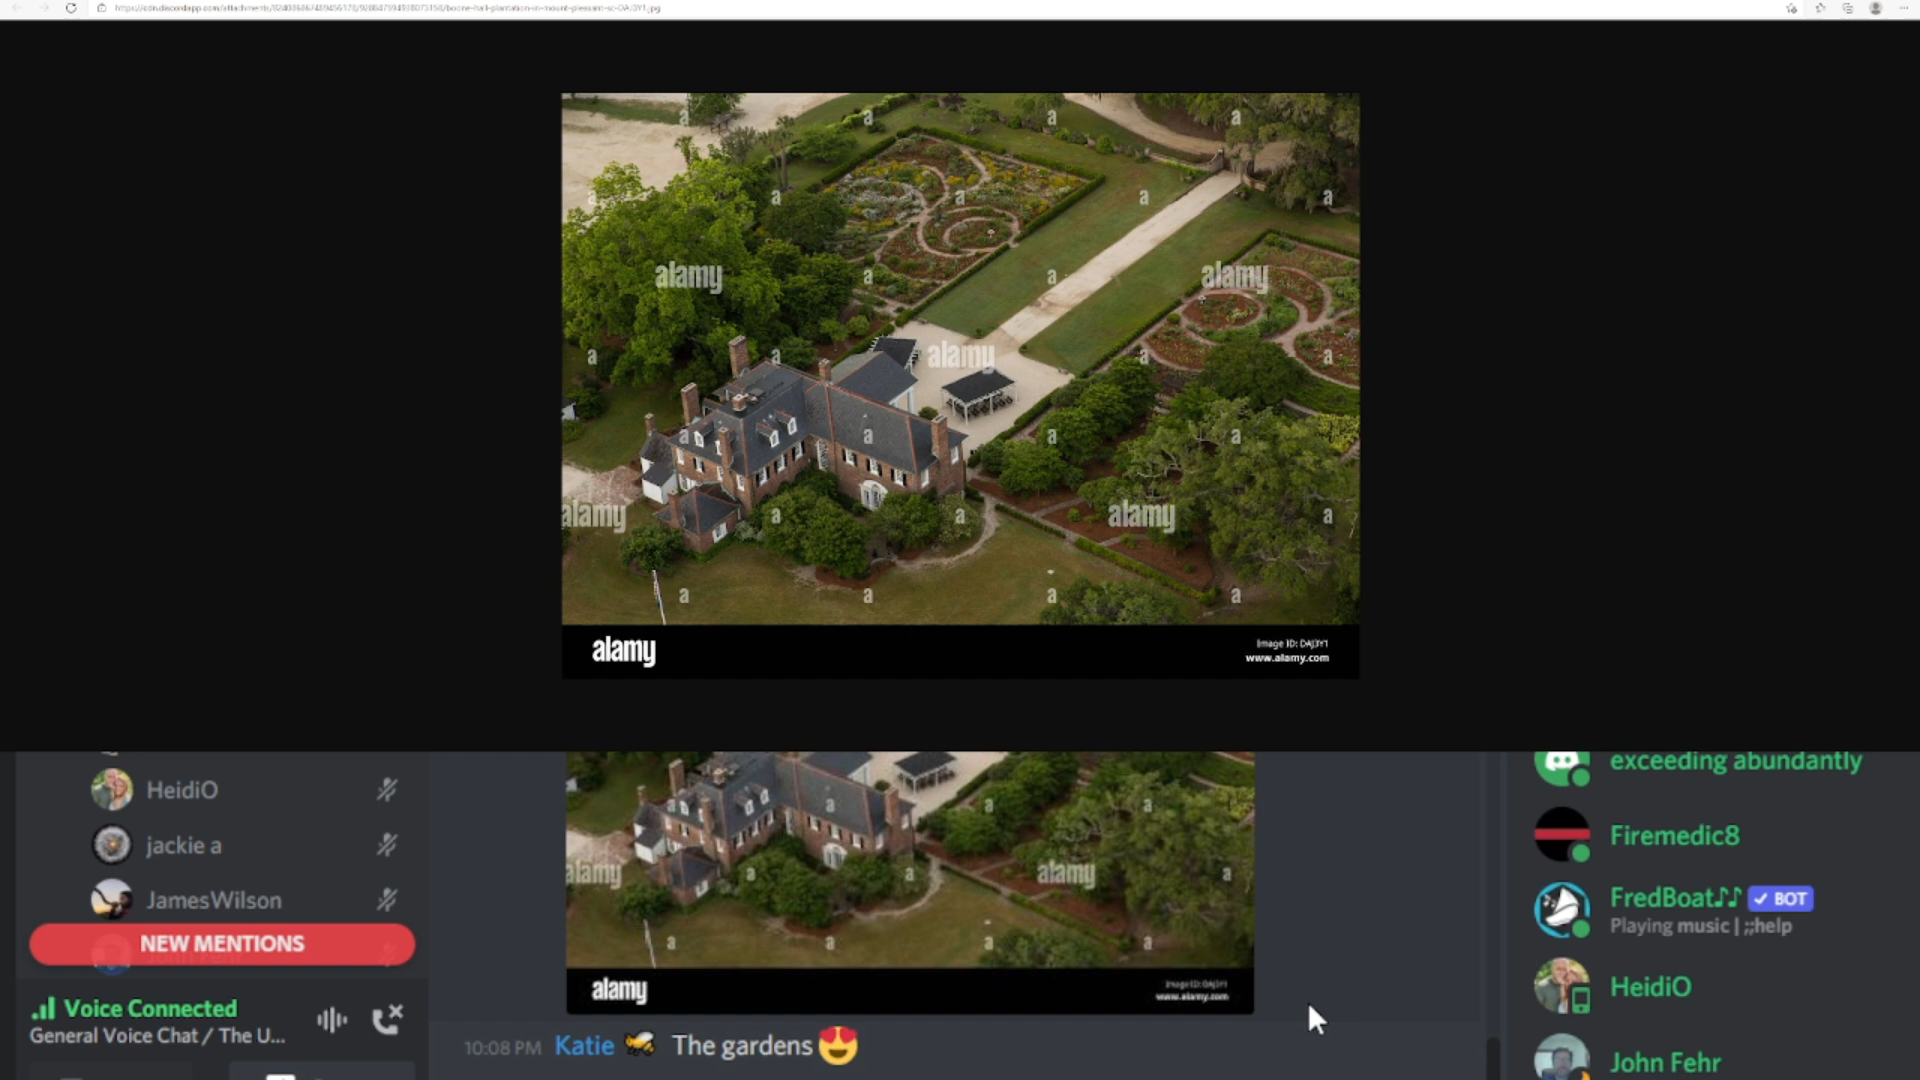 alamy
alamy
alamy
alamy
alamy
alamy
Image ID: DAJ3Y1
www.alamy.com
HeidiO
jackie a
JamesWilson
NEW MENTIONS
Voice Connected
General Voice Chat / The U...
alamy
alamy
alamy
www.alamy.com
10:08 PM Katie 🐝 The gardens 😍
exceeding abundantly
Firemedic8
FredBoat♪♪ ✓ BOT
Playing music | ;;help
HeidiO
John Fehr